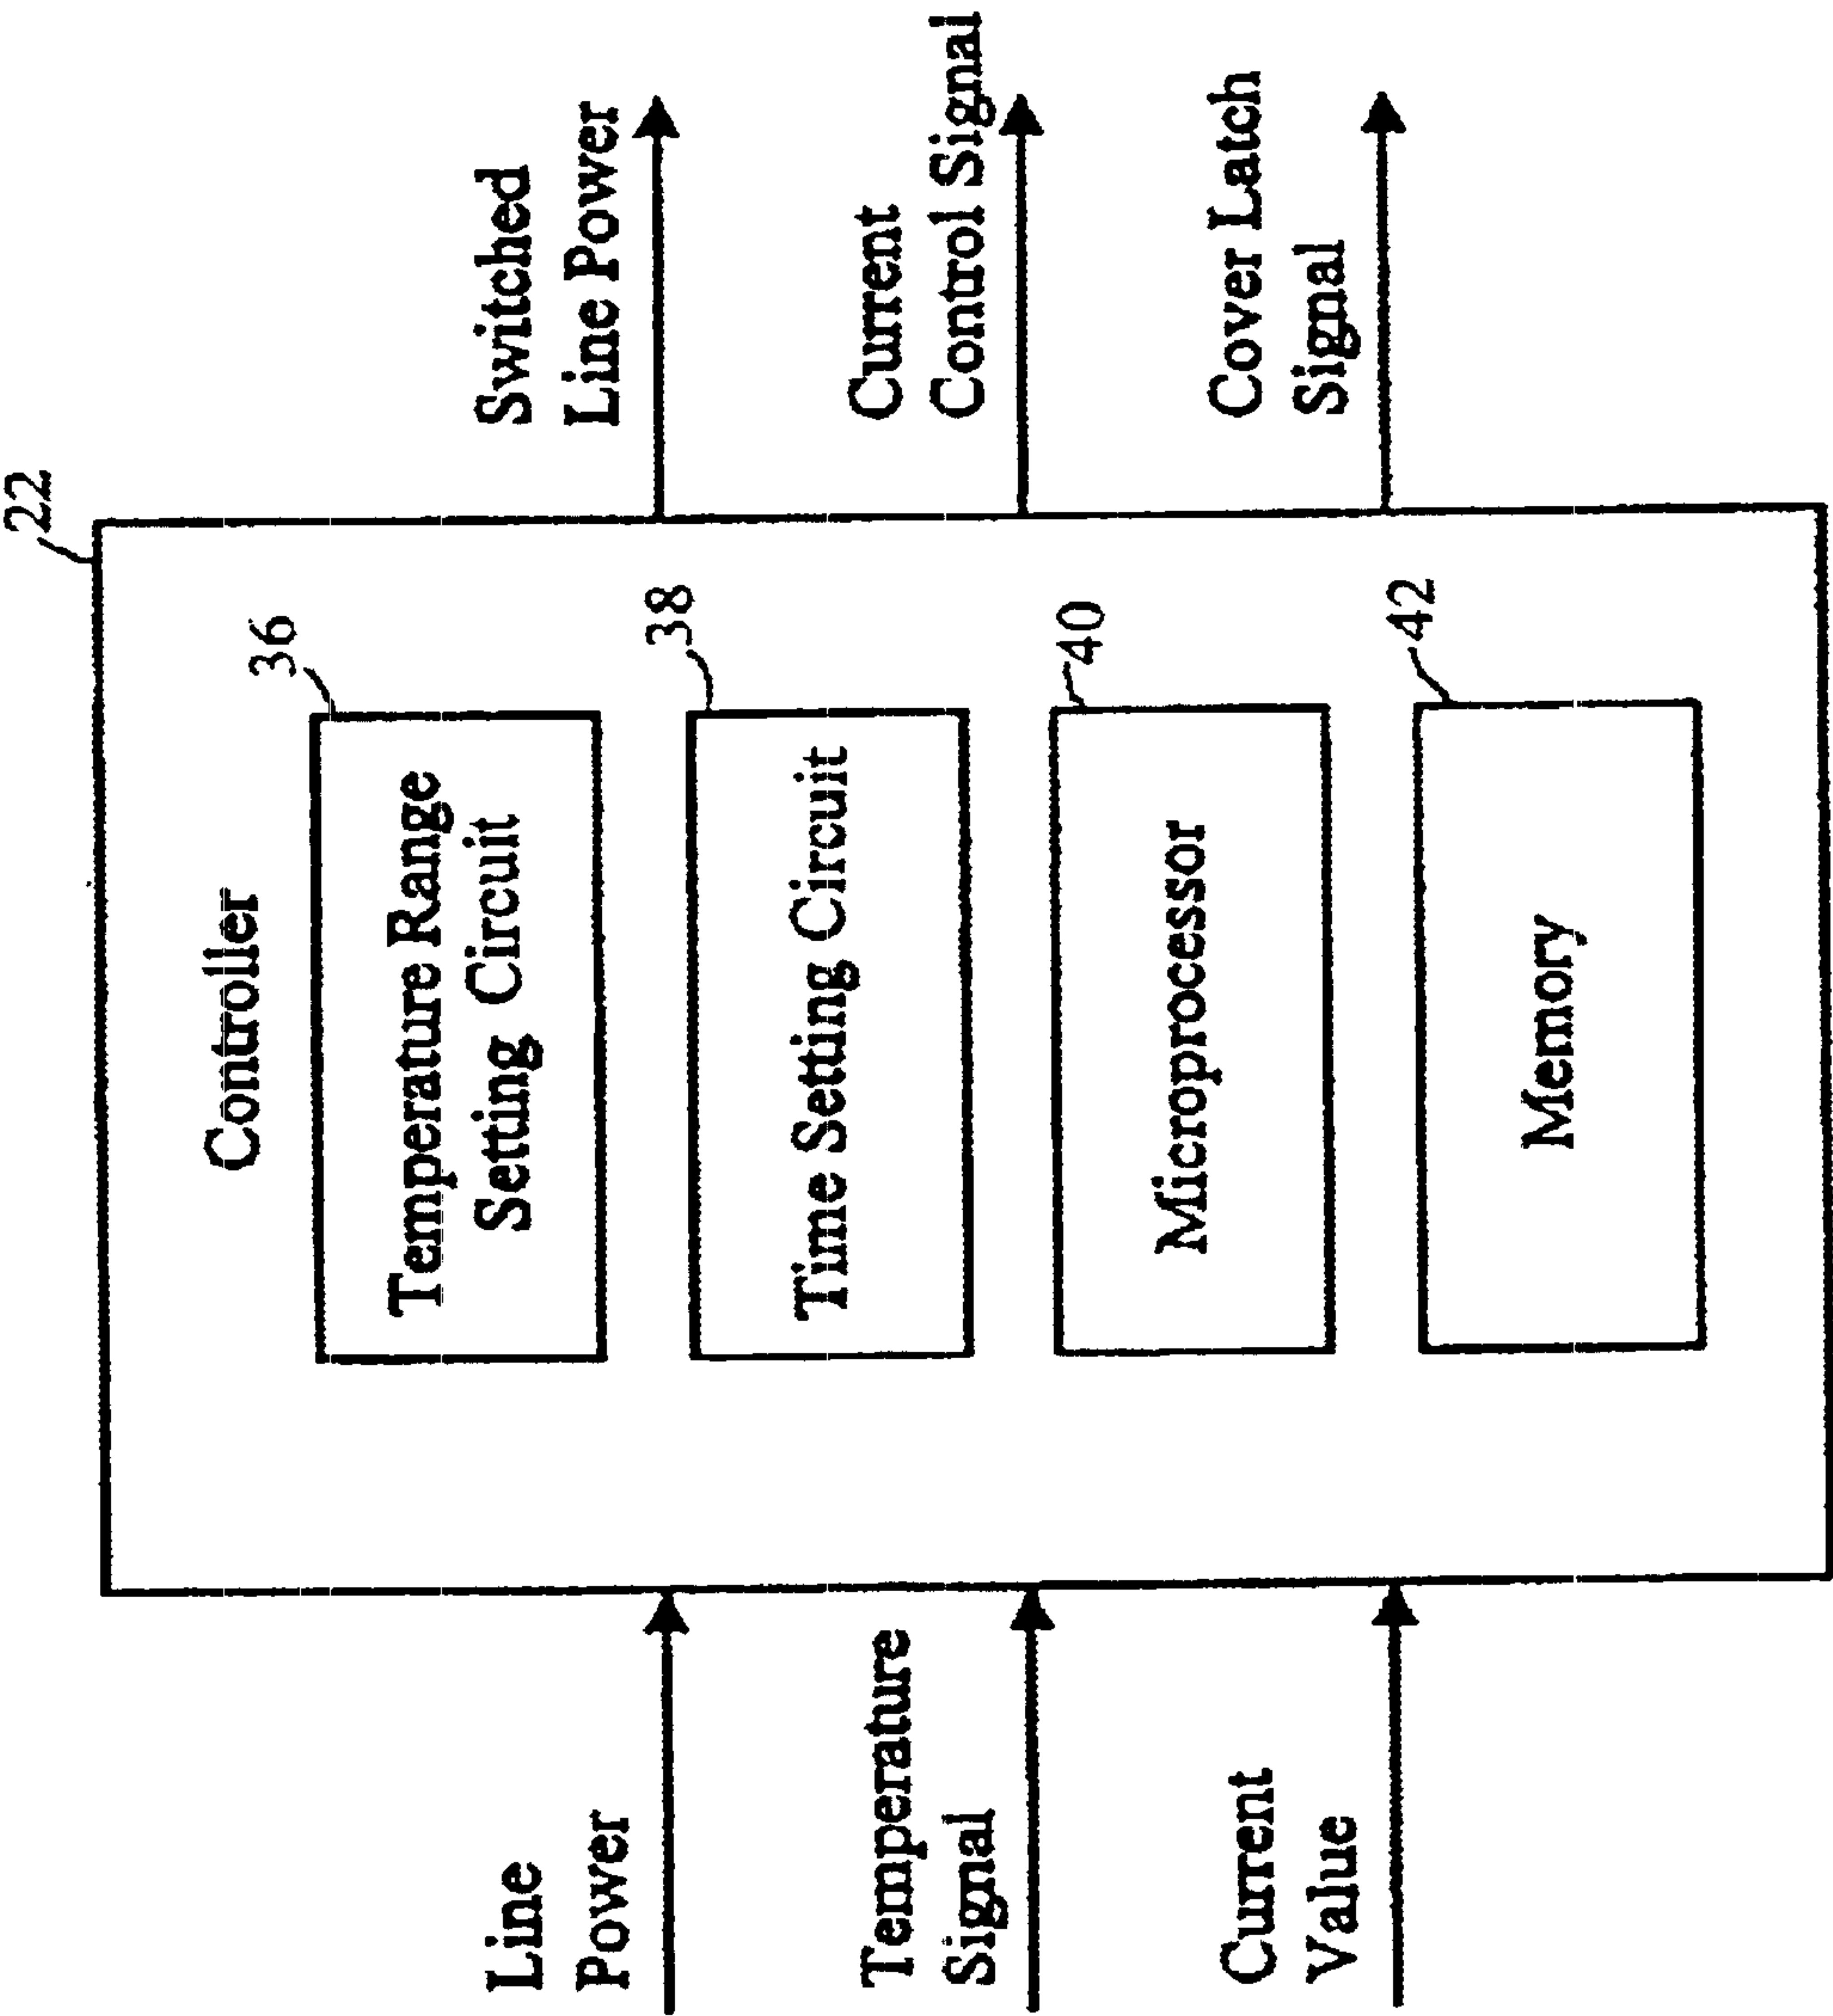 22
Controller
36
Temperature Range
Setting Circuit
38
Time Setting Circuit
40
Microprocessor
42
Memory
Line
Power
Temperature
Signal
Current
Value
Switched
Line Power
Current
Control Signal
Cover Latch
Signal